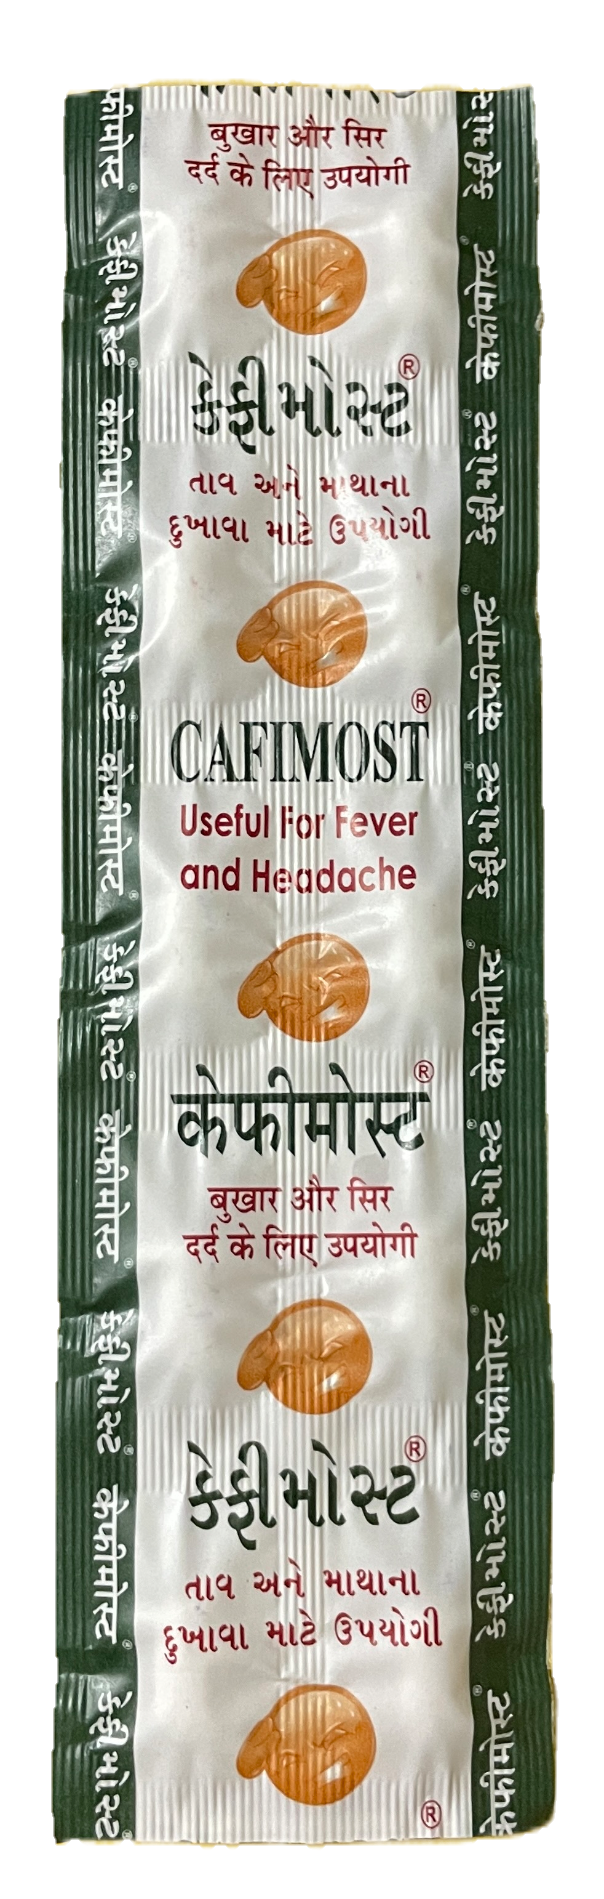 बुखार और सिर
दर्द के लिए उपयोगी
કેફીમોસ્ટ®
તાવ અને માથાના
દુખાવા માટે ઉપયોગી
CAFIMOST®
Useful For Fever
and Headache
केफीमोस्ट®
बुखार और सिर
दर्द के लिए उपयोगी
કેફીમોસ્ટ®
તાવ અને માથાના
દુખાવા માટે ઉપયોગી
®
फीमोस्ट®
કેફીમોસ્ટ®
केफीमोस्ट®
કેફીમોસ્ટ®
केफीमोस्ट®
કેફીમોસ્ટ®
केफीमोस्ट®
કેફીમોસ્ટ®
केफीमोस्ट®
કેફીમોસ્ટ®
केफीमोस्ट®
કેફીમોસ્ટ®
केफीमोस्ट®
કેફીમોસ્ટ®
केफीमोस्ट®
કેફીમોસ્ટ®
केफीमोस्ट®
કેફીમોસ્ટ®
केफीमोस्ट®